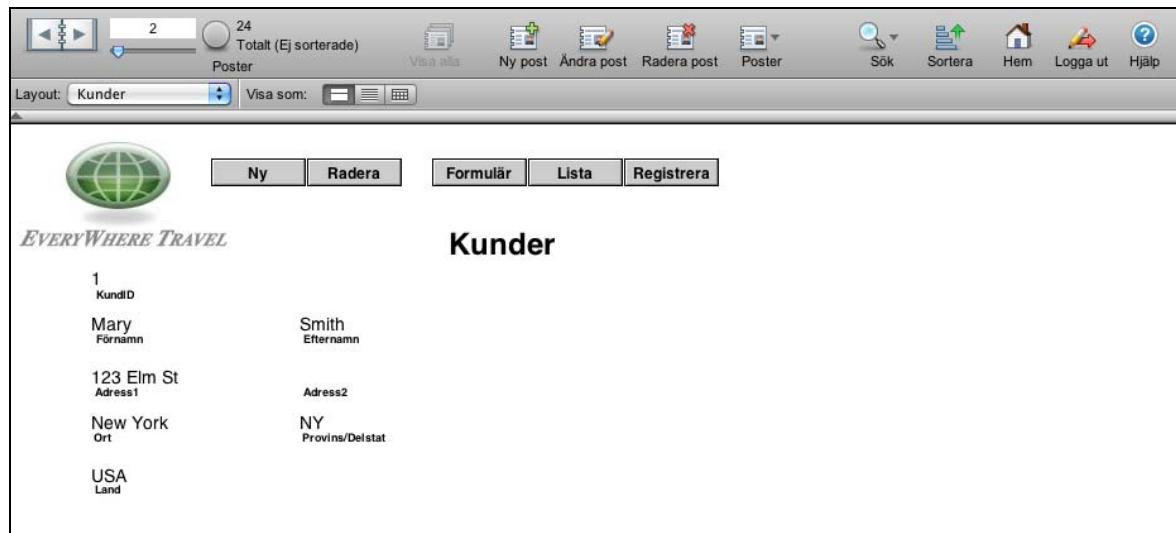 2
24
Totalt (Ej sorterade)
Poster
Visa alla
Ny post
Ändra post
Radera post
Poster
Sök
Sortera
Hem
Logga ut
Hjälp
Layout: Kunder
Visa som:
Ny
Radera
Formulär
Lista
Registrera
EVERYWHERE TRAVEL
Kunder
1
KundID
Mary
Smith
Förnamn
Efternamn
123 Elm St
Adress1
Adress2
New York
NY
Ort
Provins/Delstat
USA
Land